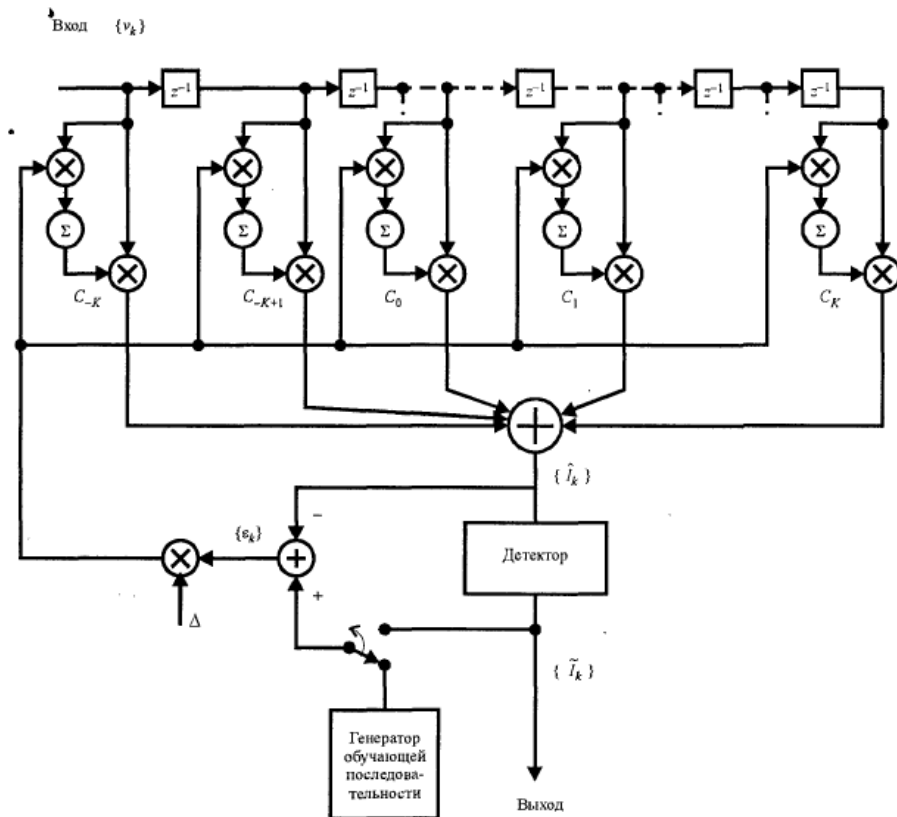 Вход {v_k}
z⁻¹ z⁻¹ z⁻¹ z⁻¹ z⁻¹
Σ Σ Σ Σ Σ
C_{-K} C_{-K+1} C_0 C_1 C_K
{ Î_k }
−
{ε_k}
Детектор
+
Δ
{ Ĩ_k }
Генератор
обучающей
последова-
тельности
Выход